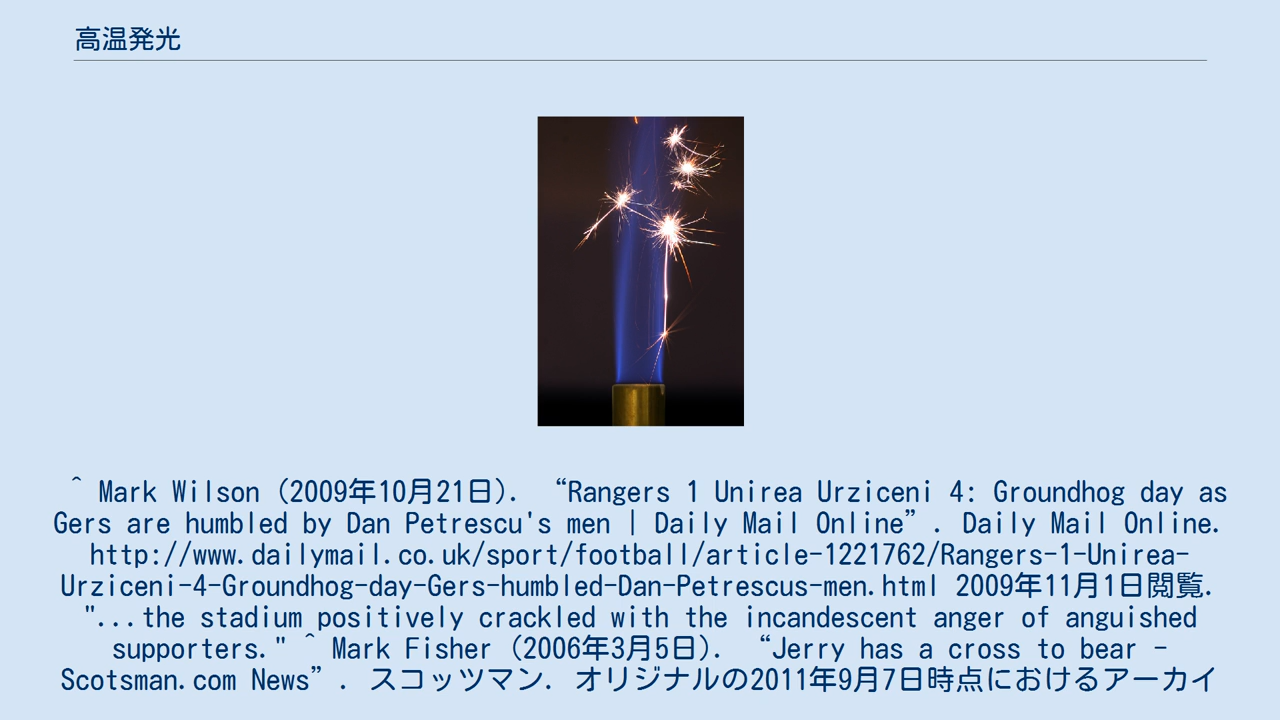 高温発光
^ Mark Wilson (2009年10月21日). “Rangers 1 Unirea Urziceni 4: Groundhog day as
Gers are humbled by Dan Petrescu's men | Daily Mail Online”. Daily Mail Online.
http://www.dailymail.co.uk/sport/football/article-1221762/Rangers-1-Unirea-
Urziceni-4-Groundhog-day-Gers-humbled-Dan-Petrescus-men.html 2009年11月1日閲覧.
"...the stadium positively crackled with the incandescent anger of anguished
supporters." ^ Mark Fisher (2006年3月5日). “Jerry has a cross to bear -
Scotsman.com News”. スコッツマン. オリジナルの2011年9月7日時点におけるアーカイ